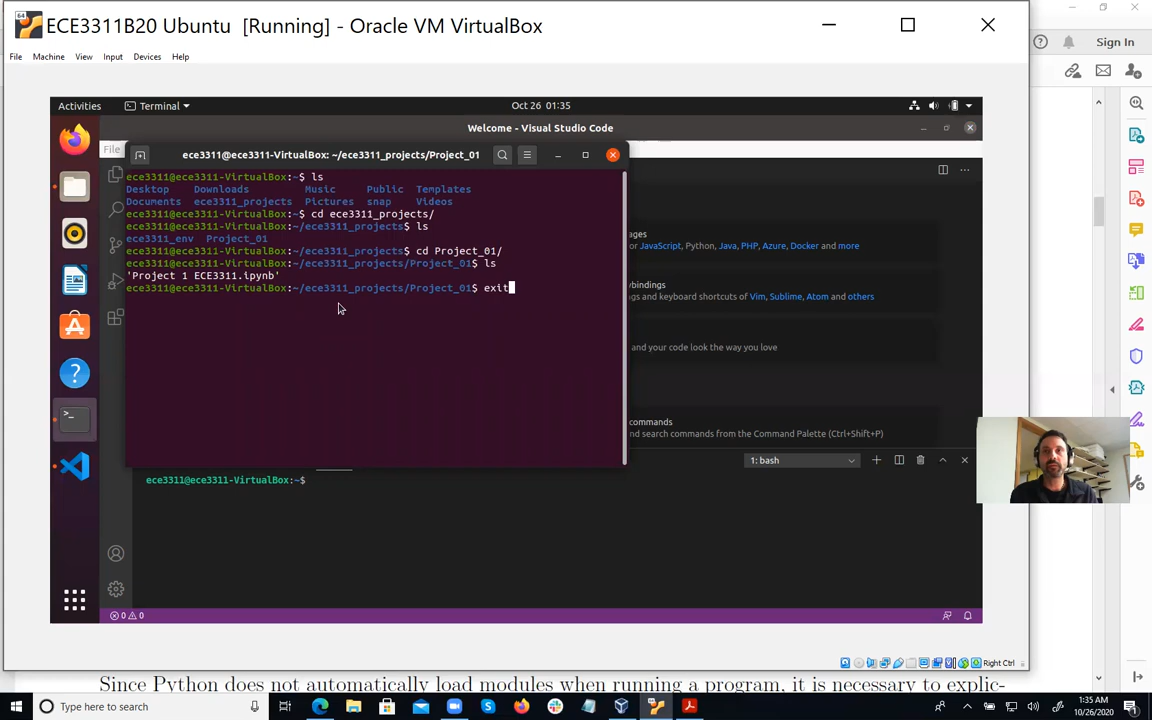 ECE3311B20 Ubuntu [Running] - Oracle VM VirtualBox
File Machine View Input Devices Help
Sign In
Activities Terminal Oct 26 01:35
Welcome - Visual Studio Code
File
ece3311@ece3311-VirtualBox: ~/ece3311_projects/Project_01
ece3311@ece3311-VirtualBox:~$ ls
Desktop Downloads Music Public Templates
Documents ece3311_projects Pictures snap Videos
ece3311@ece3311-VirtualBox:~$ cd ece3311_projects/
ece3311@ece3311-VirtualBox:~/ece3311_projects$ ls
ece3311_env Project_01
ece3311@ece3311-VirtualBox:~/ece3311_projects$ cd Project_01/
ece3311@ece3311-VirtualBox:~/ece3311_projects/Project_01$ ls
'Project 1 ECE3311.ipynb'
ece3311@ece3311-VirtualBox:~/ece3311_projects/Project_01$ exit
ages
or JavaScript, Python, Java, PHP, Azure, Docker and more
ybindings
ngs and keyboard shortcuts of Vim, Sublime, Atom and others
and your code look the way you love
commands
nd search commands from the Command Palette (Ctrl+Shift+P)
1: bash
ece3311@ece3311-VirtualBox:~$
0 0
Right Ctrl
Since Python does not automatically load modules when running a program, it is necessary to explic-
Type here to search
1:35 AM
10/26/2020